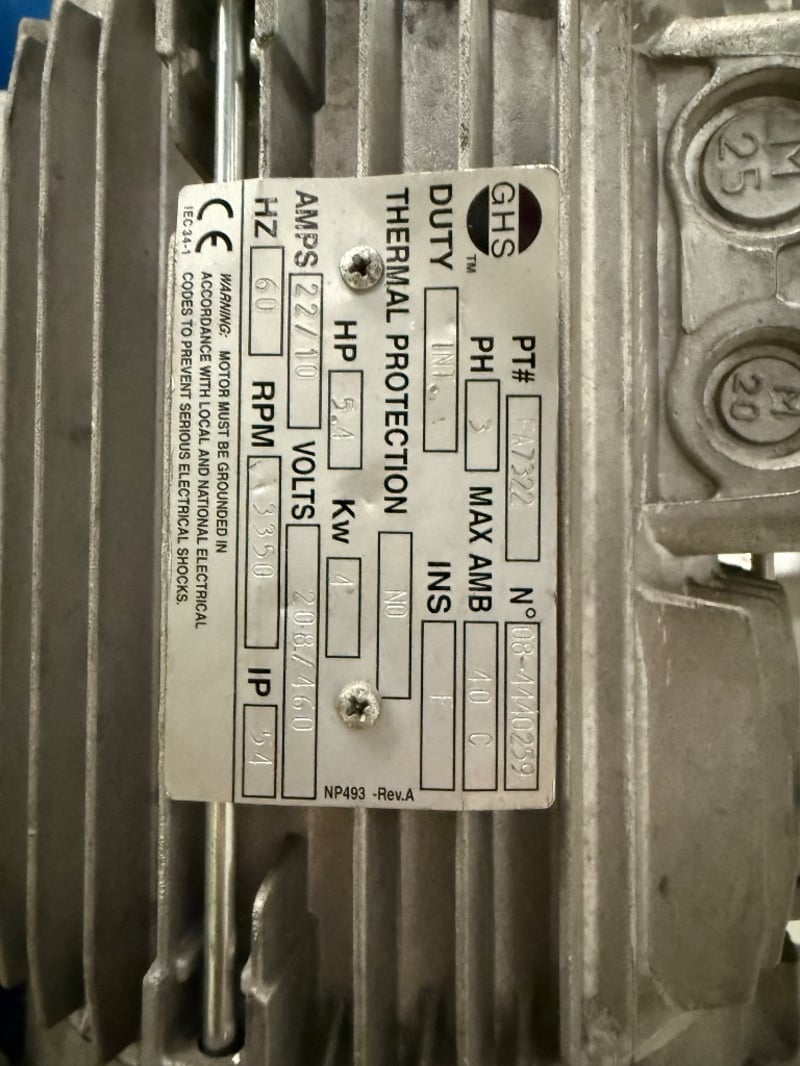 GHS™ PT# FA7322 N° 08-4440259
PH 3 MAX AMB 40 C
DUTY INT. INS F
THERMAL PROTECTION NO
HP 5.4 Kw 4
AMPS 22/10 VOLTS 208/460
HZ 60 RPM 3350 IP 54
CE
IEC 34-1
WARNING: MOTOR MUST BE GROUNDED IN
ACCORDANCE WITH LOCAL AND NATIONAL ELECTRICAL
CODES TO PREVENT SERIOUS ELECTRICAL SHOCKS.
NP493 -Rev.A
M 25
M 20